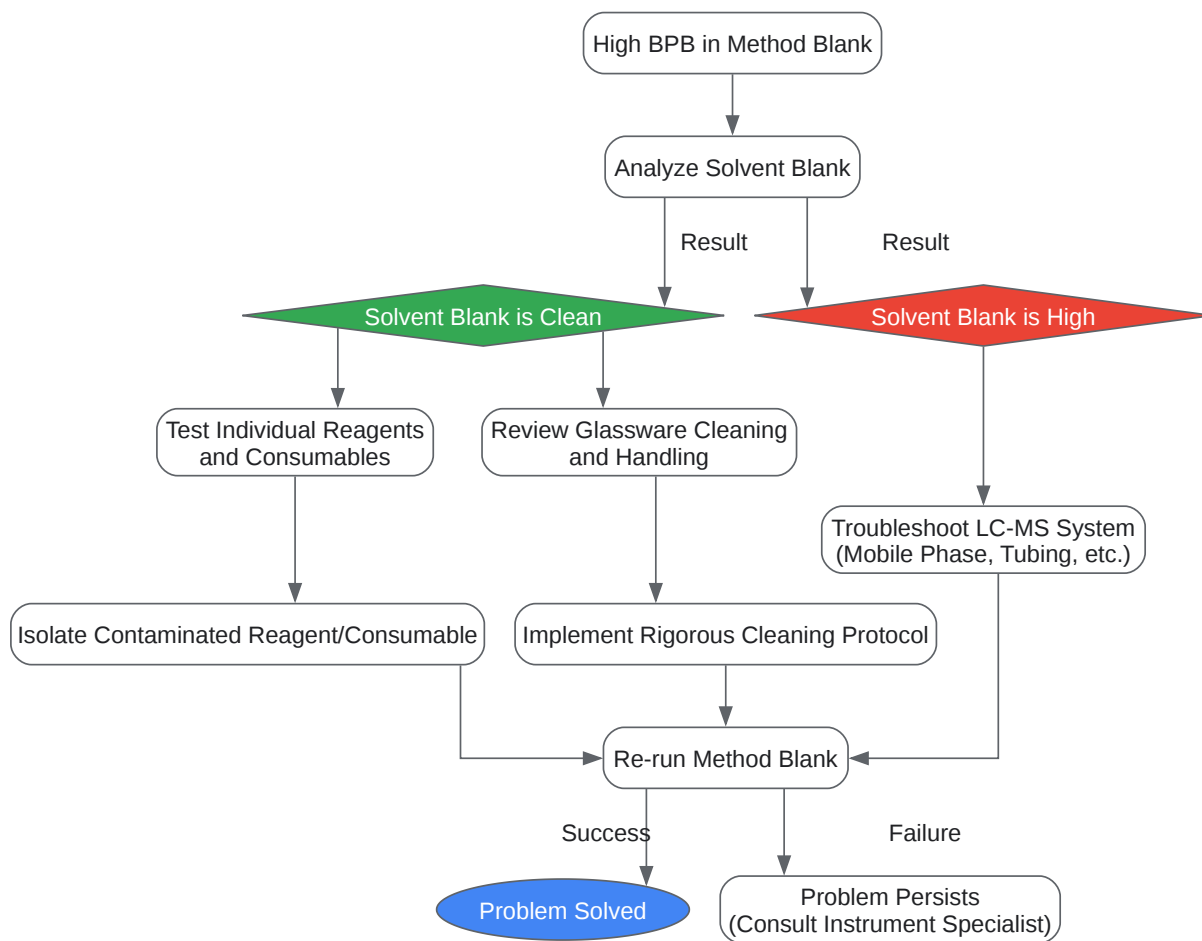 High BPB in Method Blank
Analyze Solvent Blank
Result
Result
Solvent Blank is Clean
Solvent Blank is High
Test Individual Reagents
and Consumables
Review Glassware Cleaning
and Handling
Troubleshoot LC-MS System
(Mobile Phase, Tubing, etc.)
Isolate Contaminated Reagent/Consumable
Implement Rigorous Cleaning Protocol
Re-run Method Blank
Success
Failure
Problem Solved
Problem Persists
(Consult Instrument Specialist)